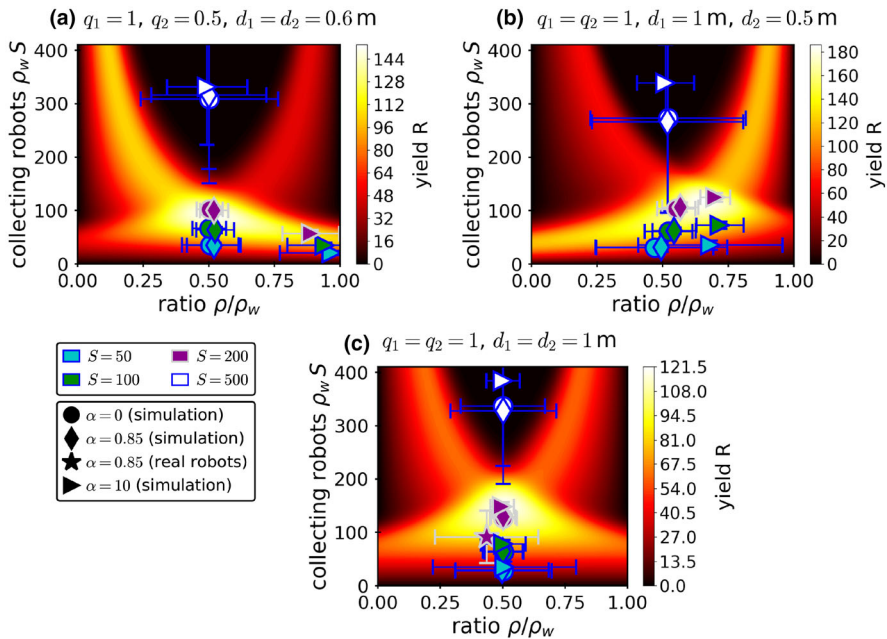 (a) q₁ = 1, q₂ = 0.5, d₁ = d₂ = 0.6 m
collecting robots ρ_w S
400
300
200
100
0
0.00 0.25 0.50 0.75 1.00
ratio ρ/ρ_w
144
128
112
96
80
64
48
32
16
0
yield R
(b) q₁ = q₂ = 1, d₁ = 1 m, d₂ = 0.5 m
collecting robots ρ_w S
400
300
200
100
0
0.00 0.25 0.50 0.75 1.00
ratio ρ/ρ_w
180
160
140
120
100
80
60
40
20
0
yield R
S = 50 S = 200
S = 100 S = 500
α = 0 (simulation)
α = 0.85 (simulation)
α = 0.85 (real robots)
α = 10 (simulation)
(c) q₁ = q₂ = 1, d₁ = d₂ = 1 m
collecting robots ρ_w S
400
300
200
100
0
0.00 0.25 0.50 0.75 1.00
ratio ρ/ρ_w
121.5
108.0
94.5
81.0
67.5
54.0
40.5
27.0
13.5
0.0
yield R